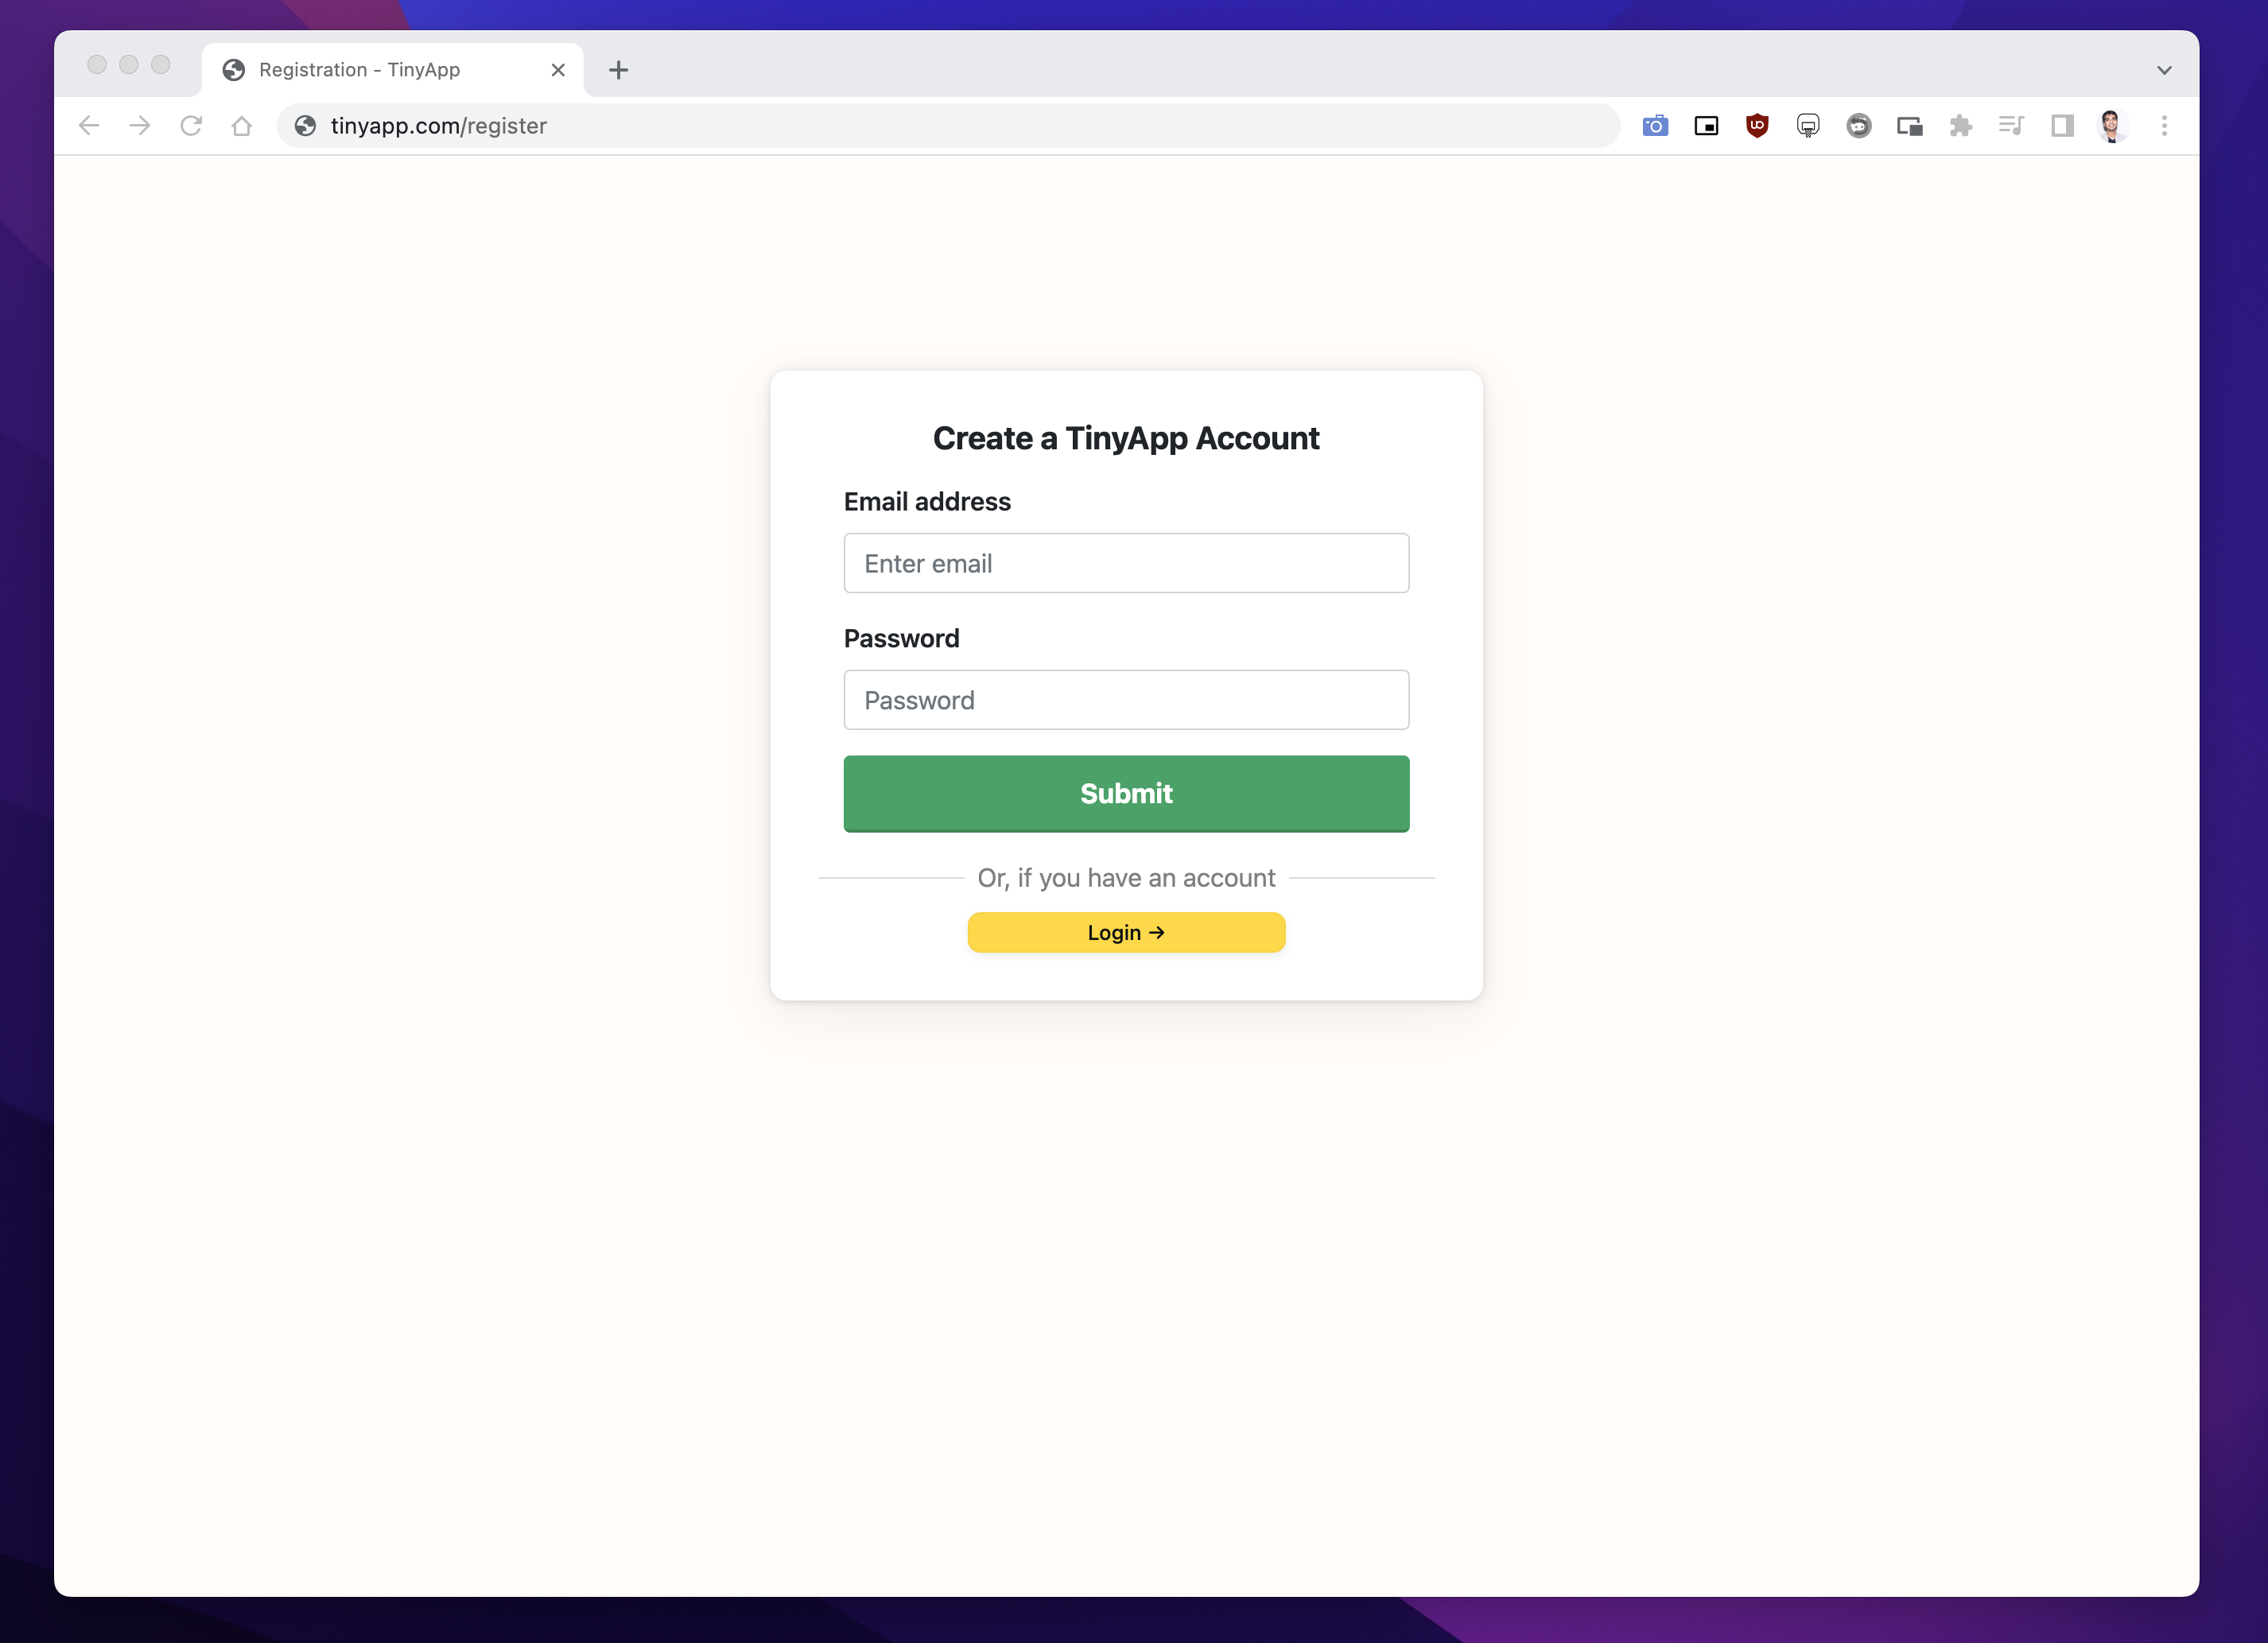 Registration - TinyApp
tinyapp.com/register
Create a TinyApp Account
Email address
Enter email
Password
Password
Submit
Or, if you have an account
Login →